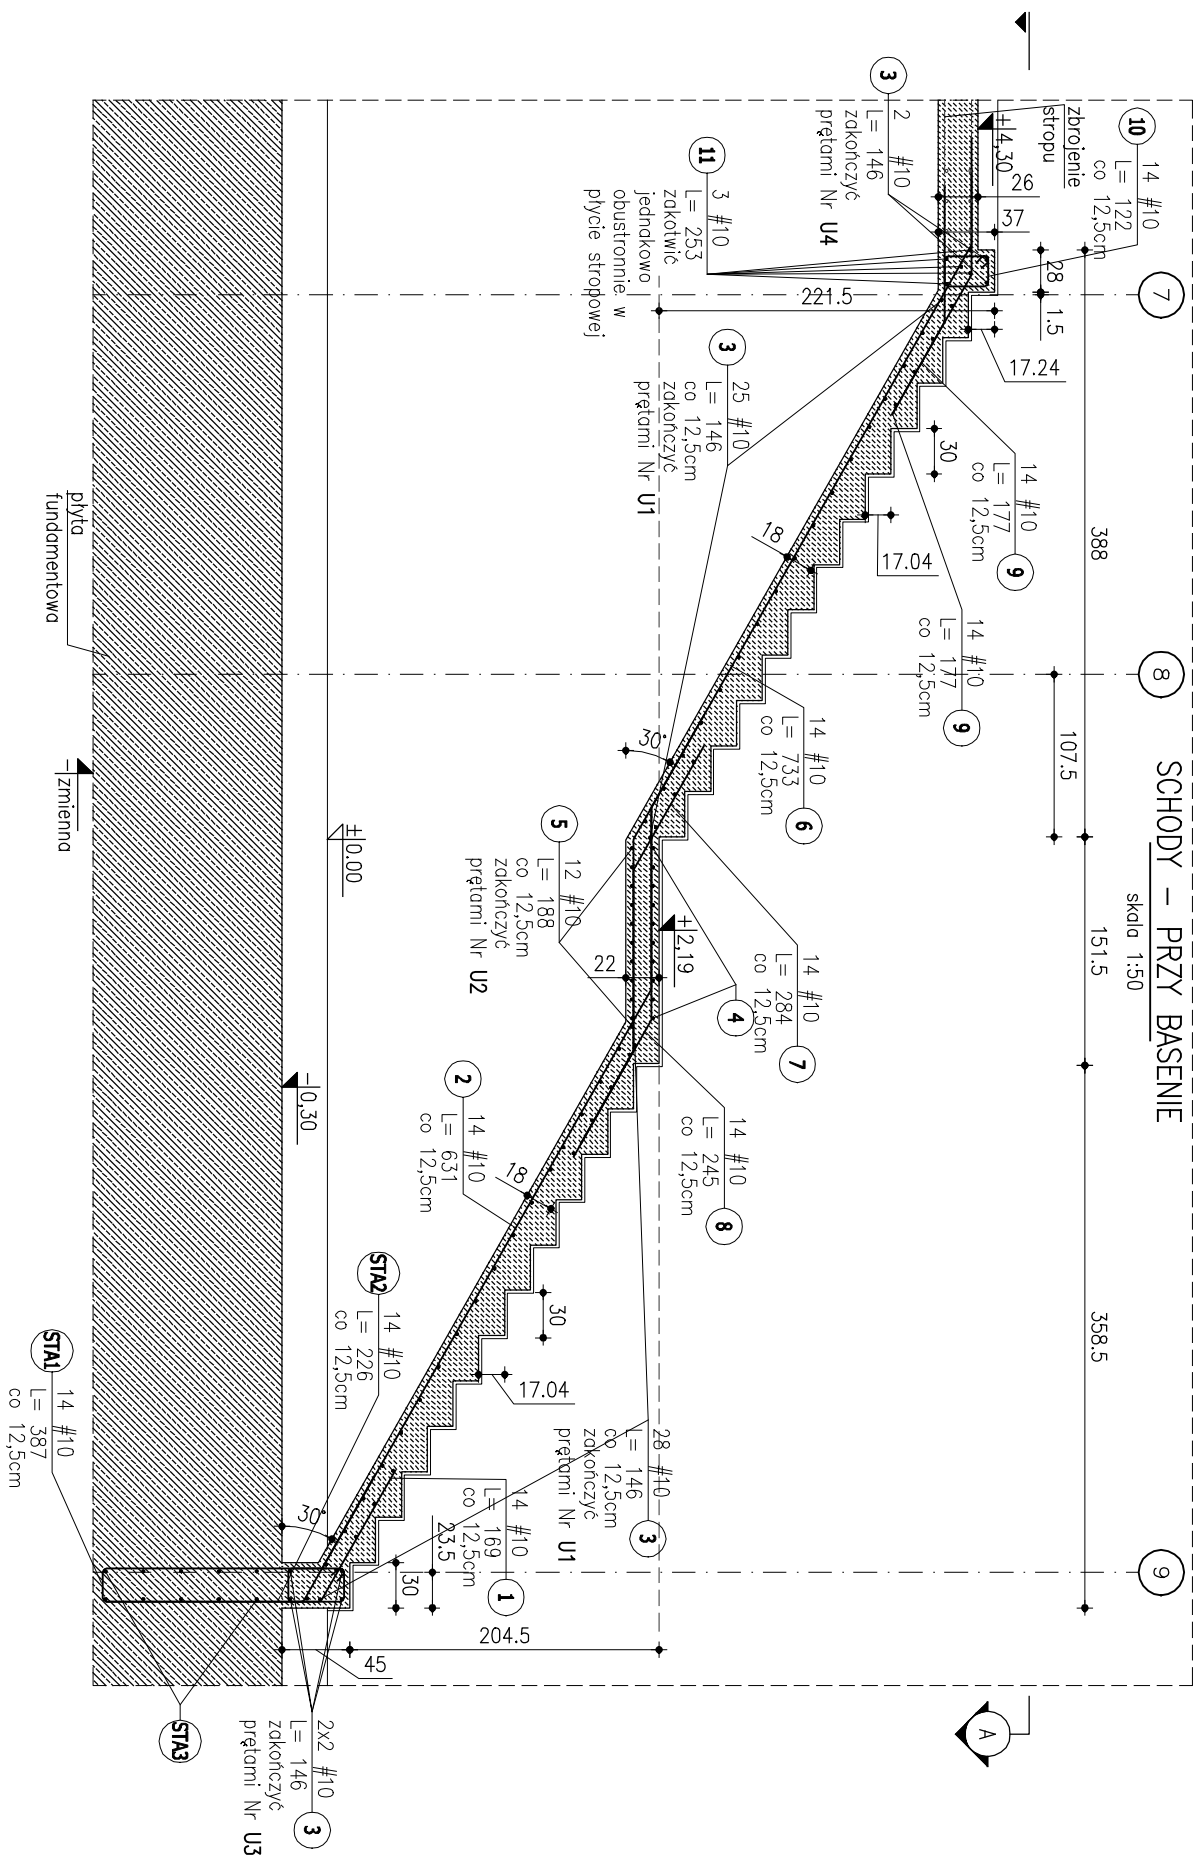 SCHODY – PRZY BASENIE
skala 1:50
7
8
9
388
151.5
358.5
107.5
10
14 #10
L= 122
co 12,5cm
zbrojenie
stropu
+4,30
26
37
28
1.5
17.24
3
2 #10
L= 146
zakończyć
prętami Nr U4
11
3 #10
L= 253
zakotwić
jednakowo
obustronnie w
płycie stropowej
221.5
3
25 #10
L= 146
co 12,5cm
zakończyć
prętami Nr U1
30
17.04
18
14 #10
L= 177
co 12,5cm
9
14 #10
L= 177
co 12,5cm
9
14 #10
L= 733
co 12,5cm
6
30°
5
12 #10
L= 188
co 12,5cm
zakończyć
prętami Nr U2
+2,19
22
4
14 #10
L= 284
co 12,5cm
7
14 #10
L= 245
co 12,5cm
8
płyta
fundamentowa
–zmienna
±0.00
–0,30
2
14 #10
L= 631
co 12,5cm
18
30
17.04
STA2
14 #10
L= 226
co 12,5cm
28 #10
L= 146
co 12,5cm
zakończyć
prętami Nr U1
3
14 #10
L= 169
co 12,5cm
1
23.5
30
30°
204.5
45
STA1
14 #10
L= 387
co 12,5cm
STA3
2x2 #10
L= 146
zakończyć
prętami Nr U3
3
A